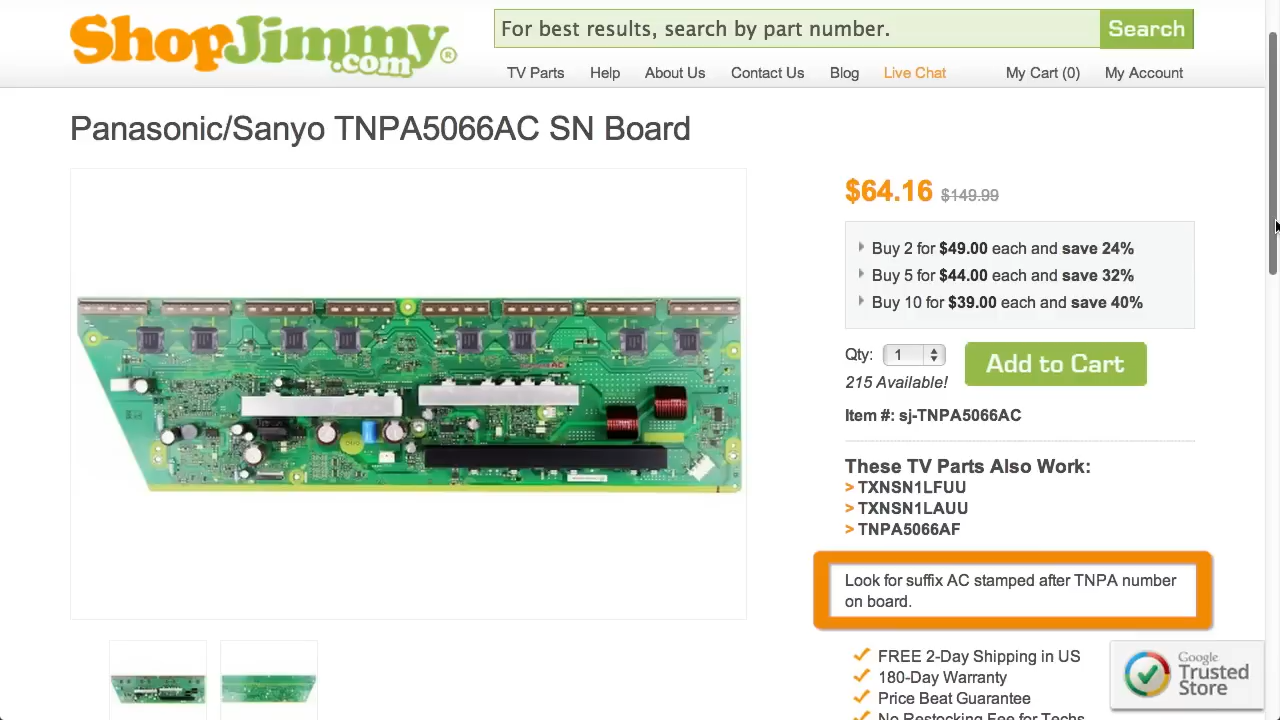 ShopJimmy.com®
For best results, search by part number.
Search
TV Parts Help About Us Contact Us Blog Live Chat My Cart (0) My Account
Panasonic/Sanyo TNPA5066AC SN Board
$64.16 $149.99
Buy 2 for $49.00 each and save 24%
Buy 5 for $44.00 each and save 32%
Buy 10 for $39.00 each and save 40%
Qty: 1 Add to Cart
215 Available!
Item #: sj-TNPA5066AC
These TV Parts Also Work:
> TXNSN1LFUU
> TXNSN1LAUU
> TNPA5066AF
Look for suffix AC stamped after TNPA number
on board.
FREE 2-Day Shipping in US
180-Day Warranty
Price Beat Guarantee
No Restocking Fee for Techs
Google
Trusted
Store